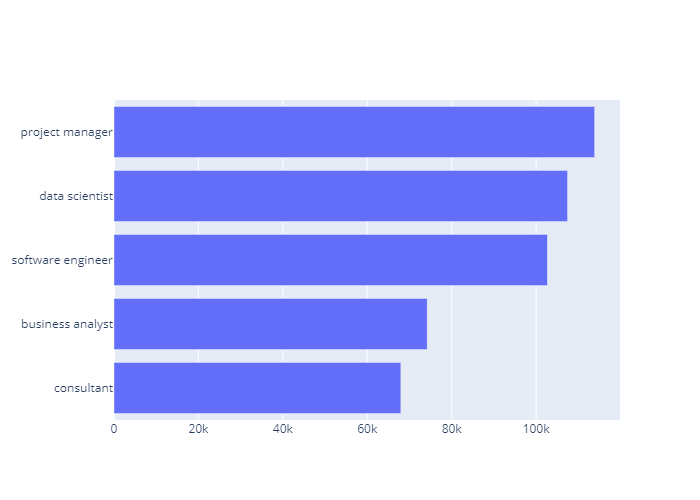 project manager
data scientist
software engineer
business analyst
consultant
0 20k 40k 60k 80k 100k